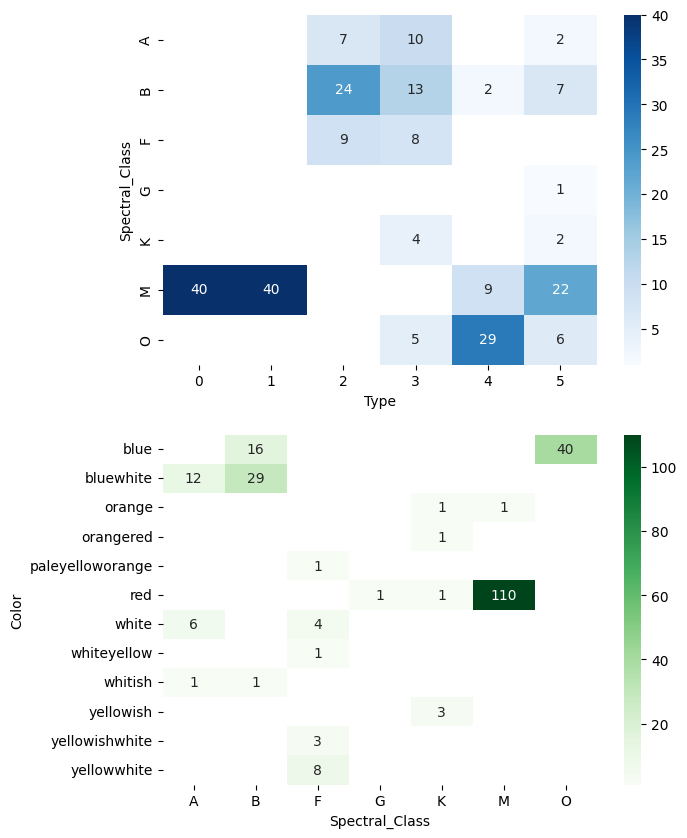 A 7 10 2
B 24 13 2 7
F 9 8
G 1
K 4 2
M 40 40 9 22
O 5 29 6
0 1 2 3 4 5
Type
Spectral_Class
40
35
30
25
20
15
10
5
blue 16 40
bluewhite 12 29
orange 1 1
orangered 1
paleyelloworange 1
red 1 1 110
white 6 4
whiteyellow 1
whitish 1 1
yellowish 3
yellowishwhite 3
yellowwhite 8
A B F G K M O
Spectral_Class
Color
100
80
60
40
20